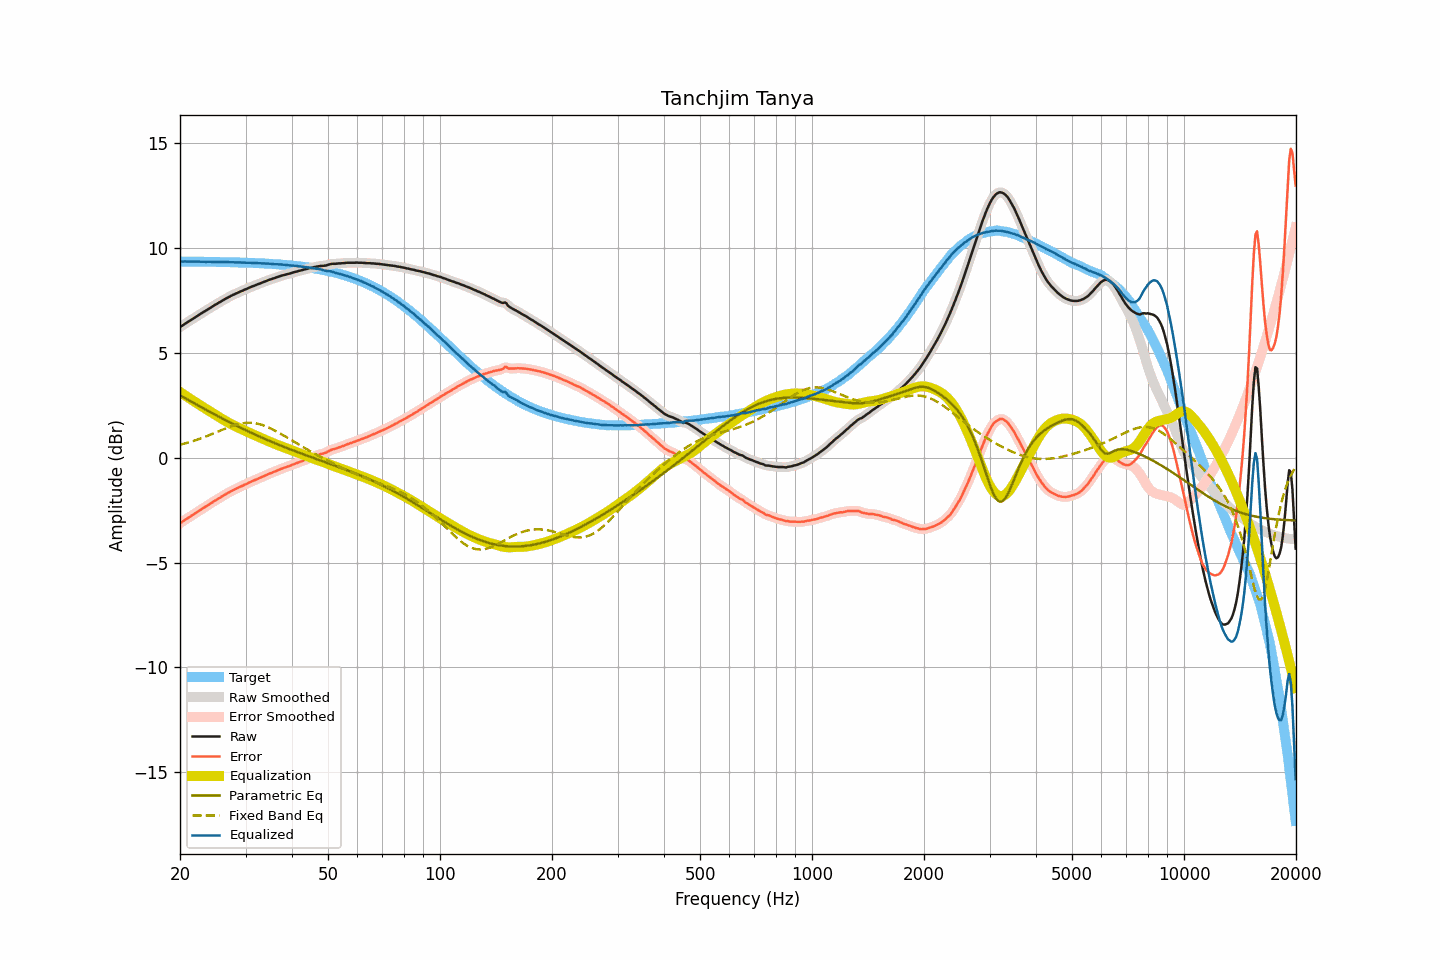 Tanchjim Tanya
15
10
5
0
−5
−10
−15
Amplitude (dBr)
Target
Raw Smoothed
Error Smoothed
Raw
Error
Equalization
Parametric Eq
Fixed Band Eq
Equalized
20 50 100 200 500 1000 2000 5000 10000 20000
Frequency (Hz)